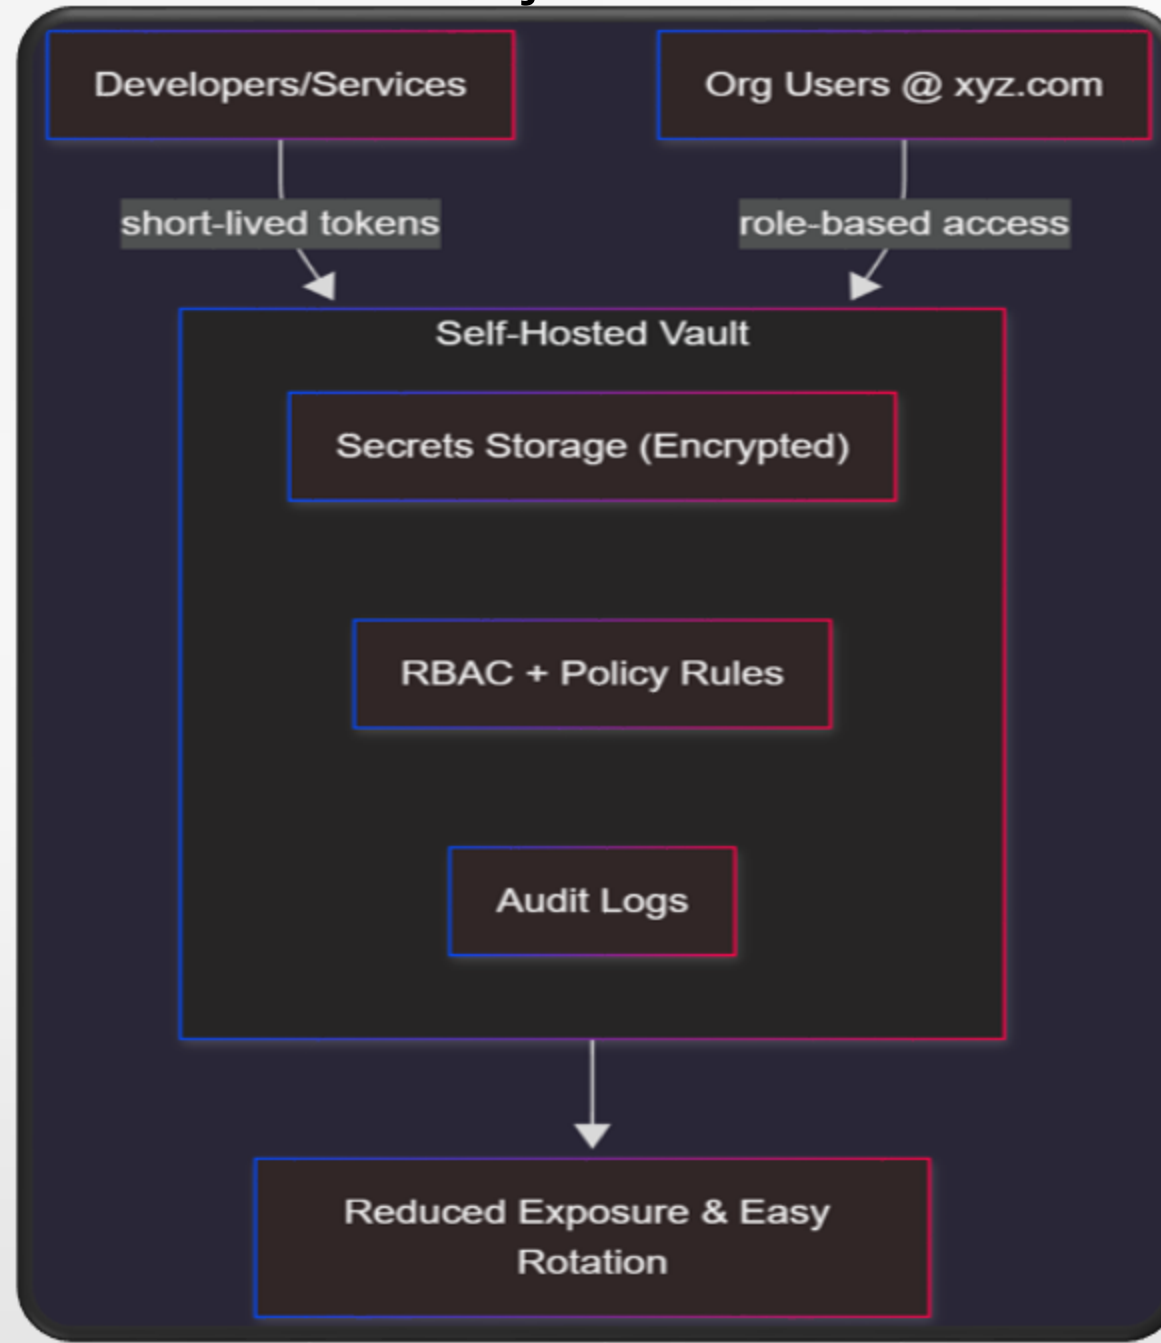 Developers/Services
Org Users @ xyz.com
short-lived tokens
role-based access
Self-Hosted Vault
Secrets Storage (Encrypted)
RBAC + Policy Rules
Audit Logs
Reduced Exposure & Easy
Rotation